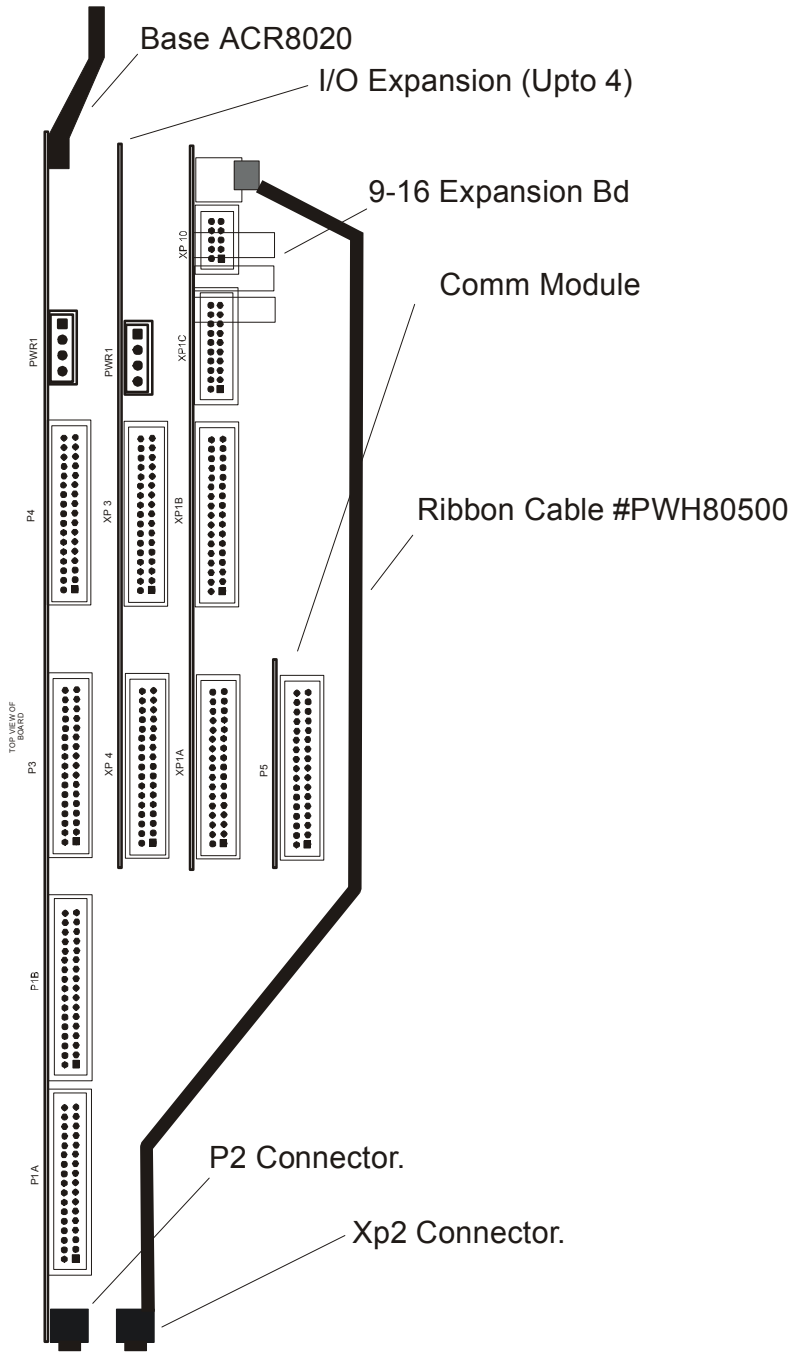 Base ACR8020
I/O Expansion (Upto 4)
9-16 Expansion Bd
XP 10
Comm Module
PWR1
PWR1
XP1C
P4
XP 3
XP1B
Ribbon Cable #PWH80500
TOP VIEW OF
BOARD
P3
XP 4
XP1A
P5
P1B
P1A
P2 Connector.
Xp2 Connector.